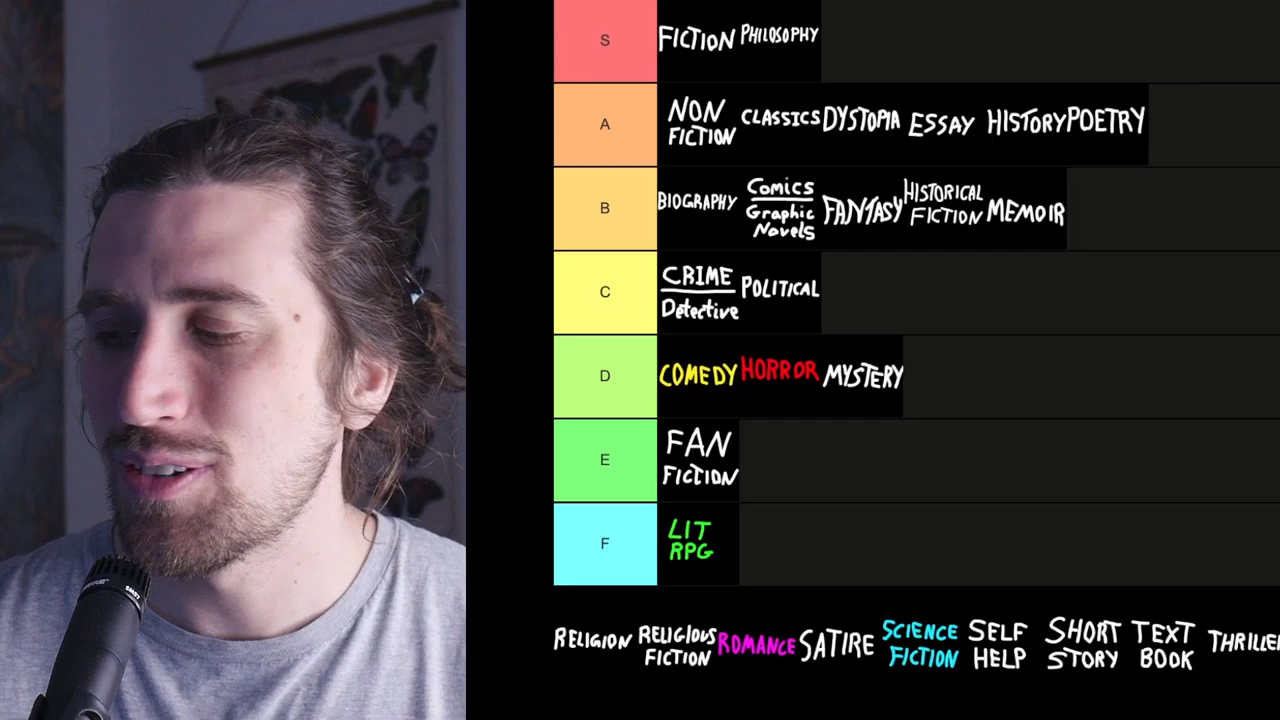 S
FICTION PHILOSOPHY
A
NON FICTION CLASSICS DYSTOPIA ESSAY HISTORY POETRY
B
BIOGRAPHY Comics Graphic Novels FANTASY HISTORICAL FICTION MEMOIR
C
CRIME Detective POLITICAL
D
COMEDY HORROR MYSTERY
E
FAN FICTION
F
LIT RPG
RELIGION RELIGIOUS FICTION ROMANCE SATIRE SCIENCE FICTION SELF HELP SHORT STORY TEXT BOOK THRILLE